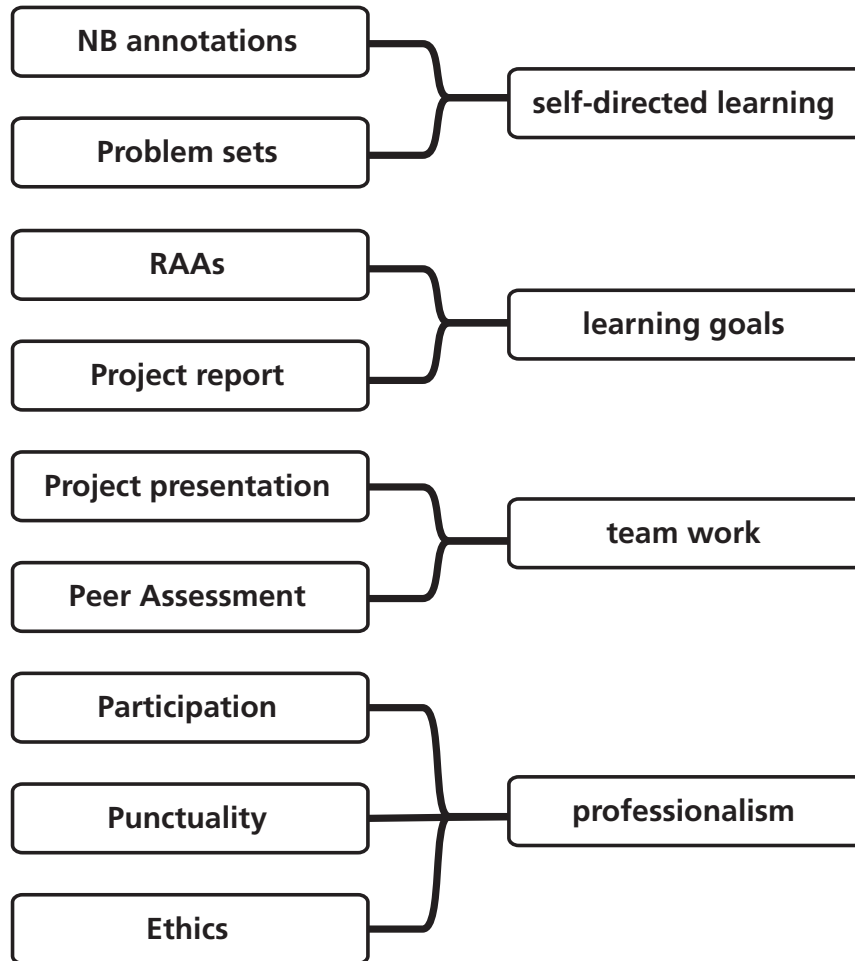 NB annotations
Problem sets
self-directed learning
RAAs
Project report
learning goals
Project presentation
Peer Assessment
team work
Participation
Punctuality
Ethics
professionalism